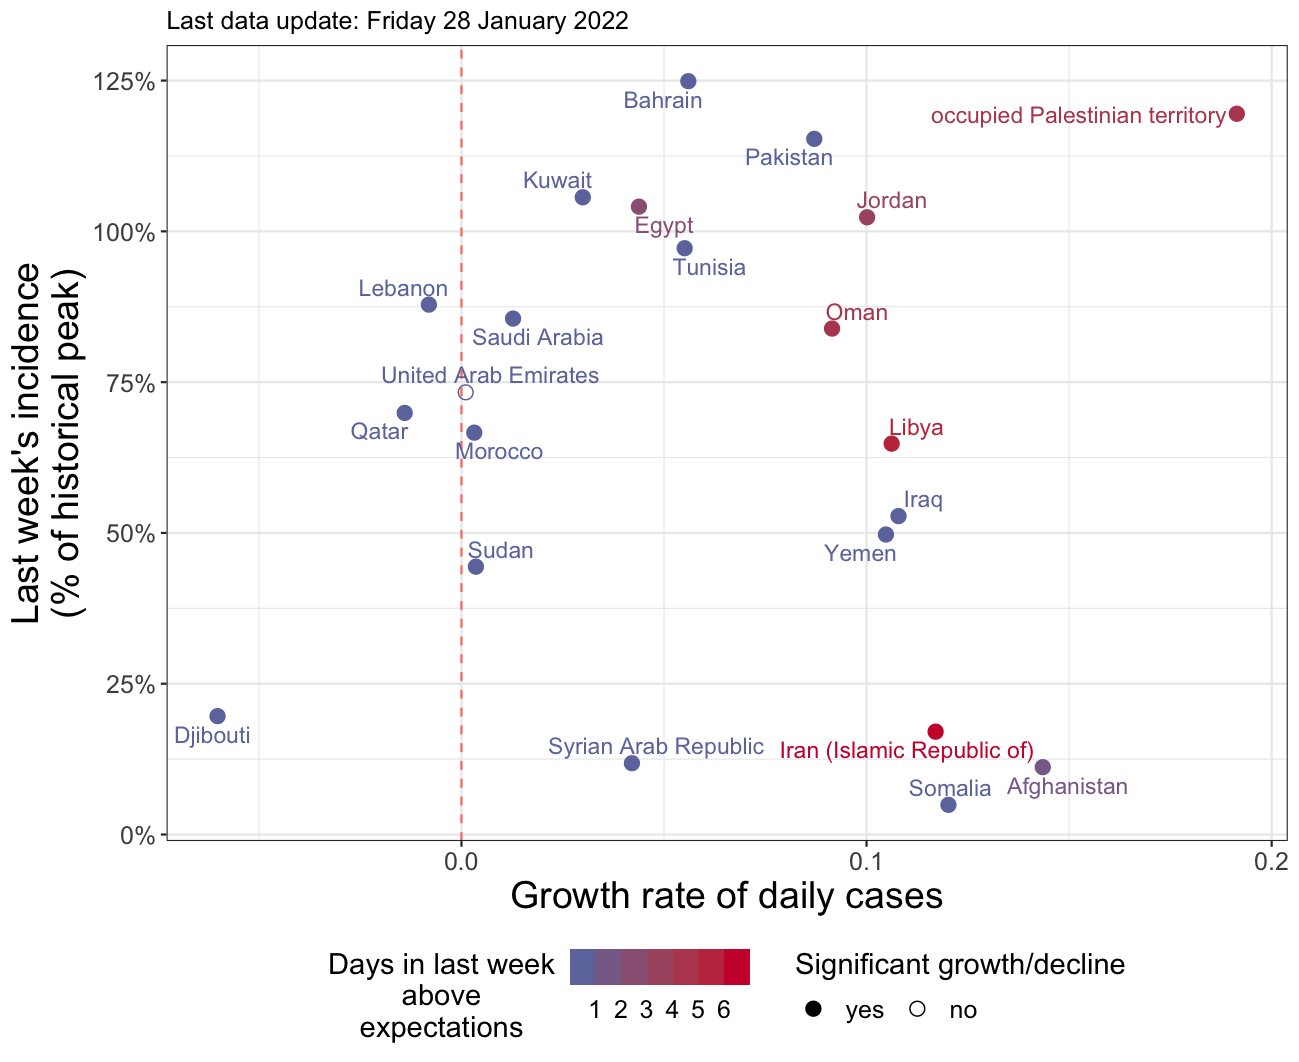 Last data update: Friday 28 January 2022
125%
Bahrain
occupied Palestinian territory
Pakistan
Kuwait
Jordan
Egypt
100%
Tunisia
Lebanon
Oman
Saudi Arabia
United Arab Emirates
75%
Qatar
Libya
Morocco
Iraq
50%
Sudan
Yemen
25%
Djibouti
Syrian Arab Republic
Iran (Islamic Republic of)
Somalia
Afghanistan
0%
Last week's incidence
(% of historical peak)
0.0
0.1
0.2
Growth rate of daily cases
Days in last week
above
expectations
1 2 3 4 5 6
Significant growth/decline
yes no